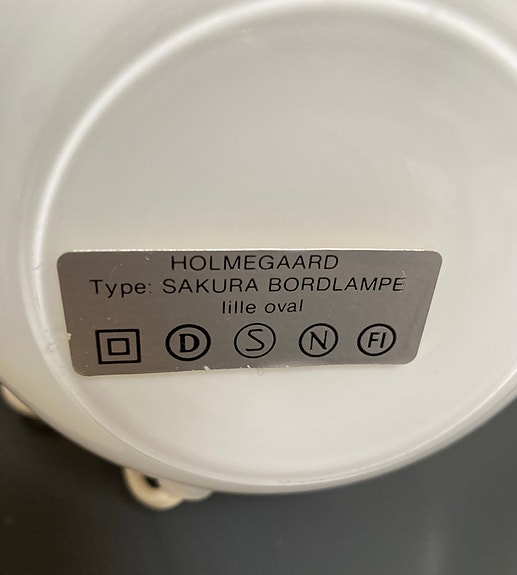 HOLMEGAARD
Type: SAKURA BORDLAMPE
lille oval
D S N FI